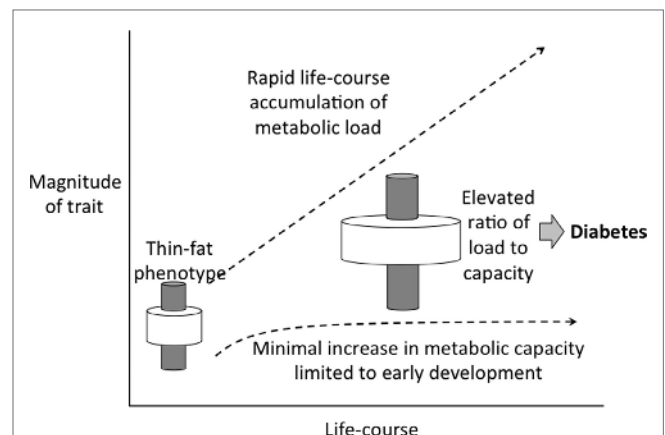 Rapid life-course
accumulation of
metabolic load
Magnitude
of trait
Thin-fat
phenotype
Elevated
ratio of
load to
capacity
Diabetes
Minimal increase in metabolic capacity
limited to early development
Life-course